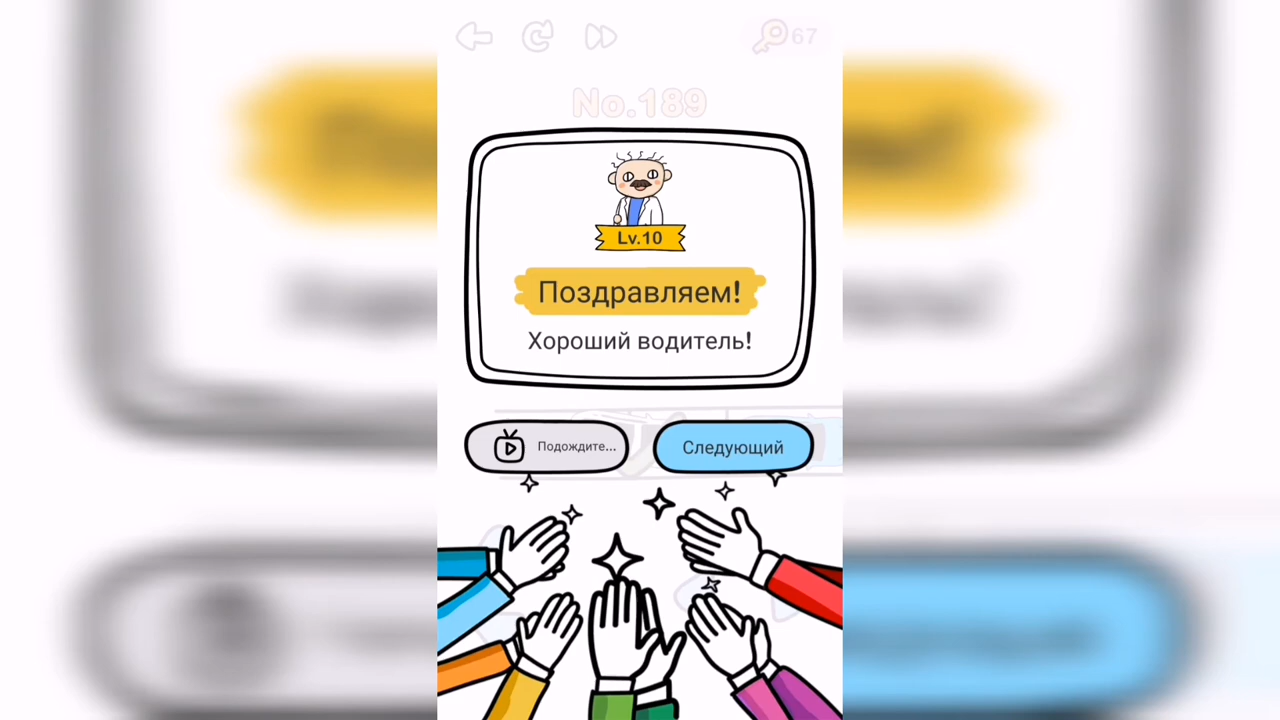 67
No.189
Lv.10
Поздравляем!
Хороший водитель!
Подождите...
Следующий